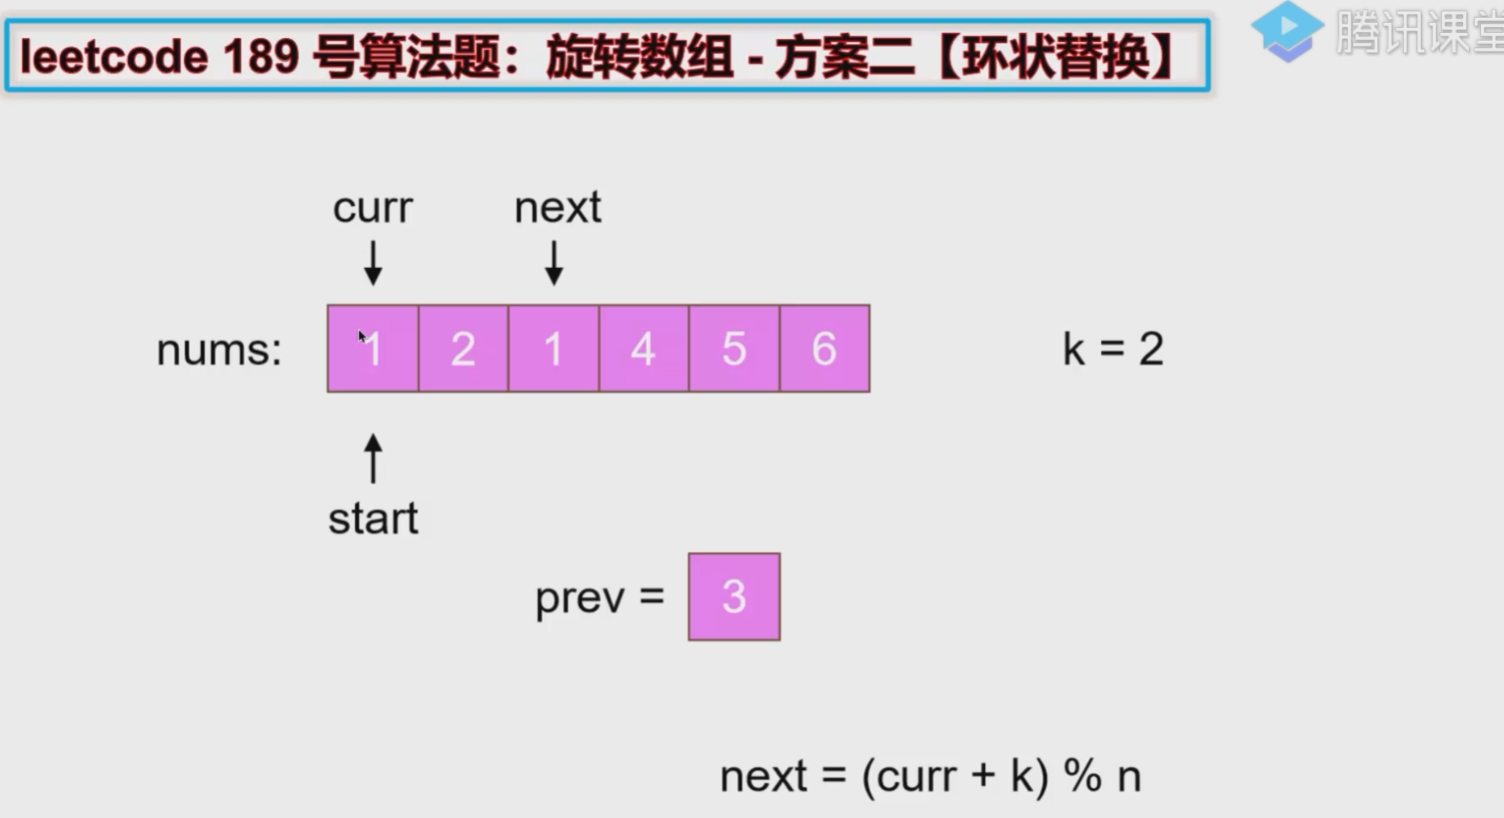 leetcode 189 号算法题：旋转数组 - 方案二【环状替换】
腾讯课堂
curr next
nums: 1 2 1 4 5 6 k = 2
start
prev = 3
next = (curr + k) % n